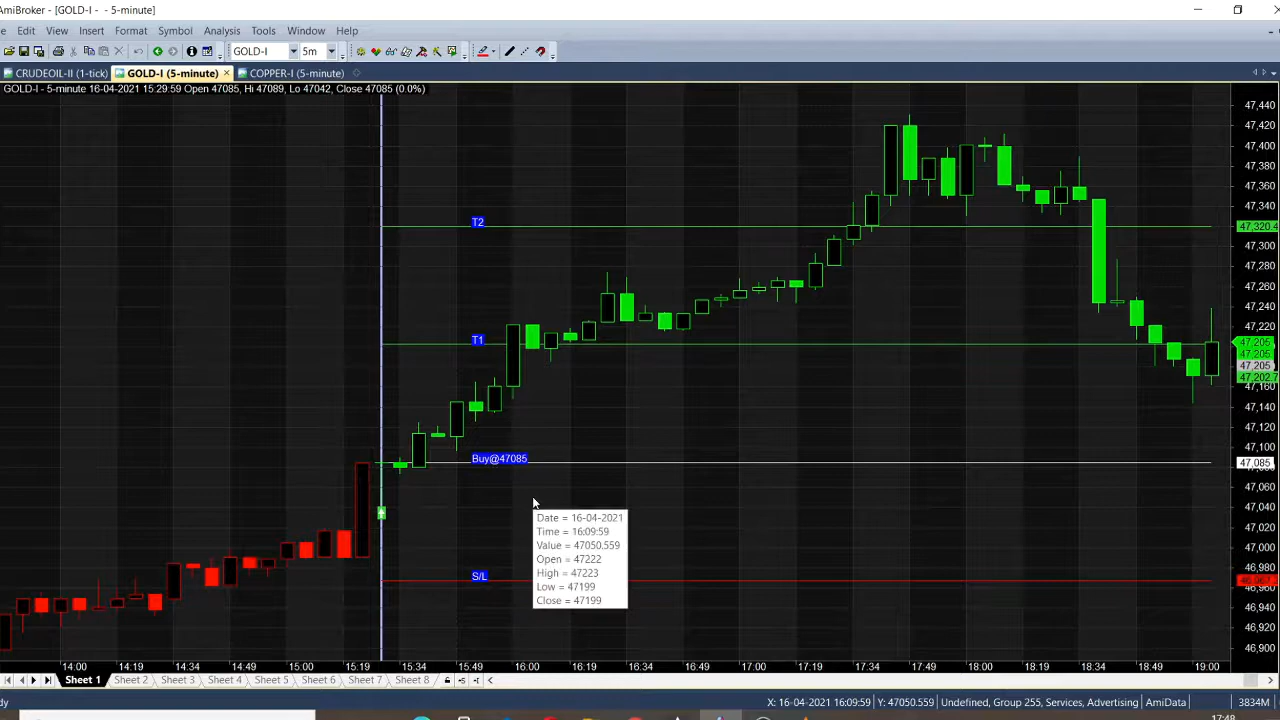 AmiBroker - [GOLD-I - - 5-minute]
Edit View Insert Format Symbol Analysis Tools Window Help
GOLD-I 5m
CRUDEOIL-II (1-tick) GOLD-I (5-minute) COPPER-I (5-minute)
GOLD-I - 5-minute 16-04-2021 15:29:59 Open 47085, Hi 47089, Lo 47042, Close 47085 (0.0%)
47,440
47,420
47,400
47,380
47,360
47,340
T2
47,320.4
47,300
47,280
47,260
47,240
47,220
T1
47,205
47,205
47,205
47,202.7
47,160
47,140
47,120
47,100
Buy@47085
47,085
47,060
47,040
47,020
47,000
46,980
S/L
46,960
46,940
46,920
46,900
Date = 16-04-2021
Time = 16:09:59
Value = 47050.559
Open = 47222
High = 47223
Low = 47199
Close = 47199
14:00 14:19 14:34 14:49 15:00 15:19 15:34 15:49 16:00 16:19 16:34 16:49 17:00 17:19 17:34 17:49 18:00 18:19 18:34 18:49 19:00
Sheet 1 Sheet 2 Sheet 3 Sheet 4 Sheet 5 Sheet 6 Sheet 7 Sheet 8
X: 16-04-2021 16:09:59 Y: 47050.559 Undefined, Group 255, Services, Advertising AmiData 3834M
17:48